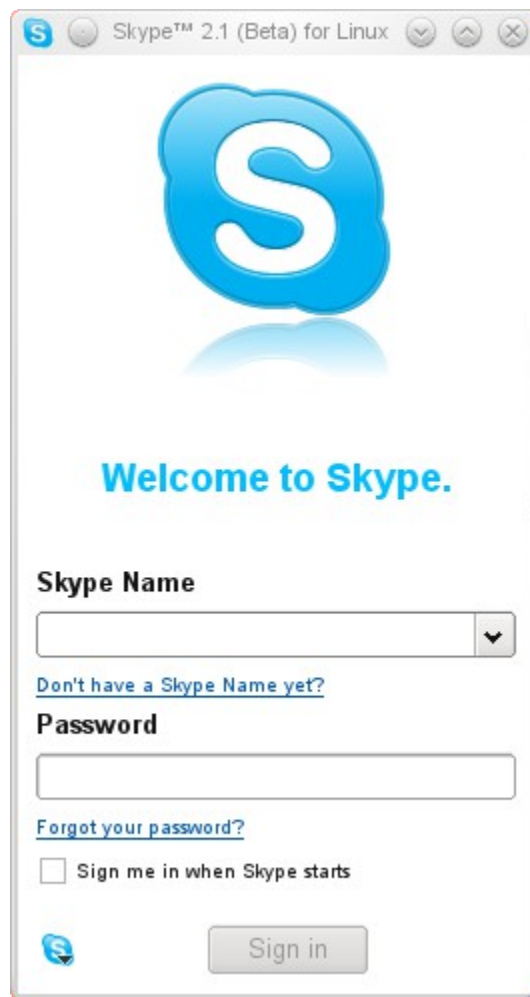 Skype™ 2.1 (Beta) for Linux
S
Welcome to Skype.
Skype Name
Don't have a Skype Name yet?
Password
Forgot your password?
Sign me in when Skype starts
Sign in